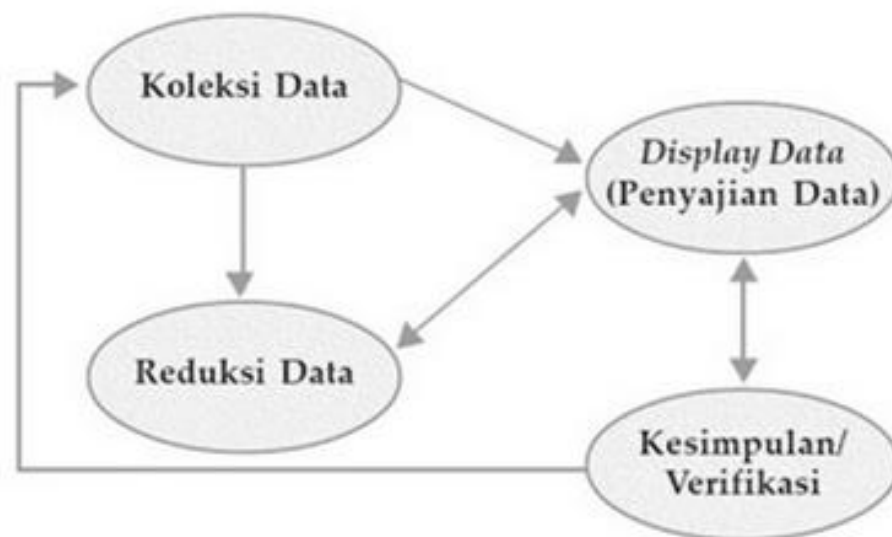 Koleksi Data
Display Data
(Penyajian Data)
Reduksi Data
Kesimpulan/
Verifikasi